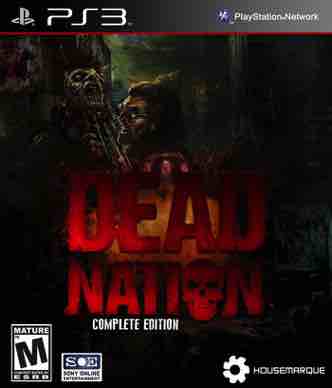 PS3
PlayStation®Network
DEAD
NATION
COMPLETE EDITION
MATURE
M
ESRB
SOE
SONY ONLINE
ENTERTAINMENT
HOUSEMARQUE